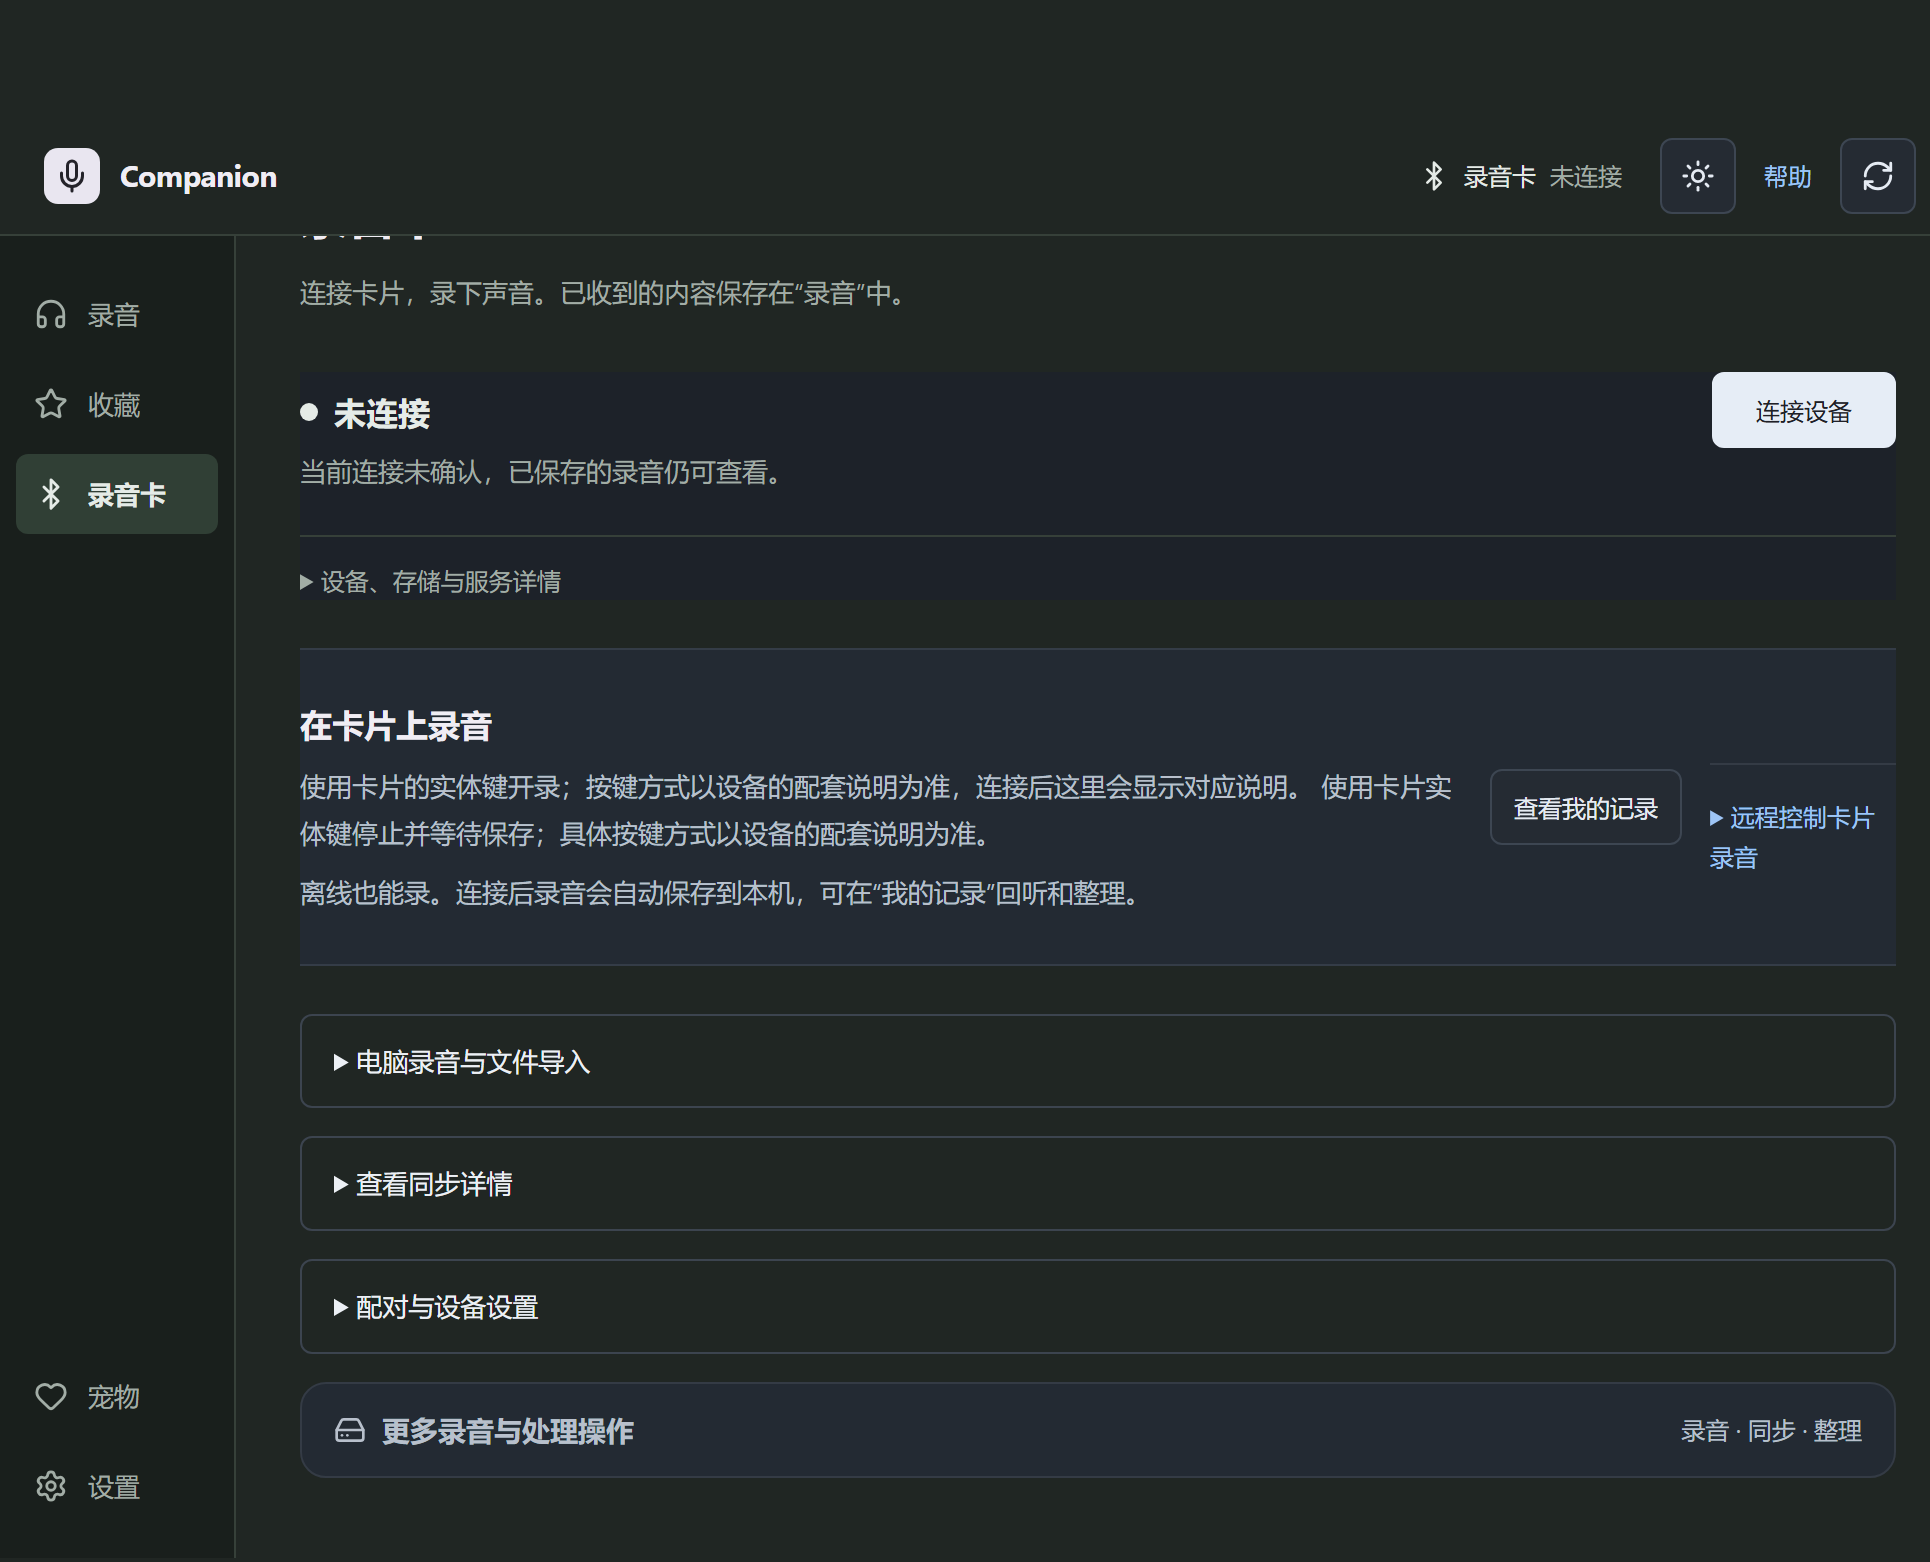 Companion
录音卡 未连接
帮助
录音
收藏
录音卡
宠物
设置
连接卡片，录下声音。已收到的内容保存在“录音”中。
未连接
连接设备
当前连接未确认，已保存的录音仍可查看。
设备、存储与服务详情
在卡片上录音
使用卡片的实体键开录；按键方式以设备的配套说明为准，连接后这里会显示对应说明。 使用卡片实
体键停止并等待保存；具体按键方式以设备的配套说明为准。
离线也能录。连接后录音会自动保存到本机，可在“我的记录”回听和整理。
查看我的记录
远程控制卡片
录音
电脑录音与文件导入
查看同步详情
配对与设备设置
更多录音与处理操作
录音 · 同步 · 整理